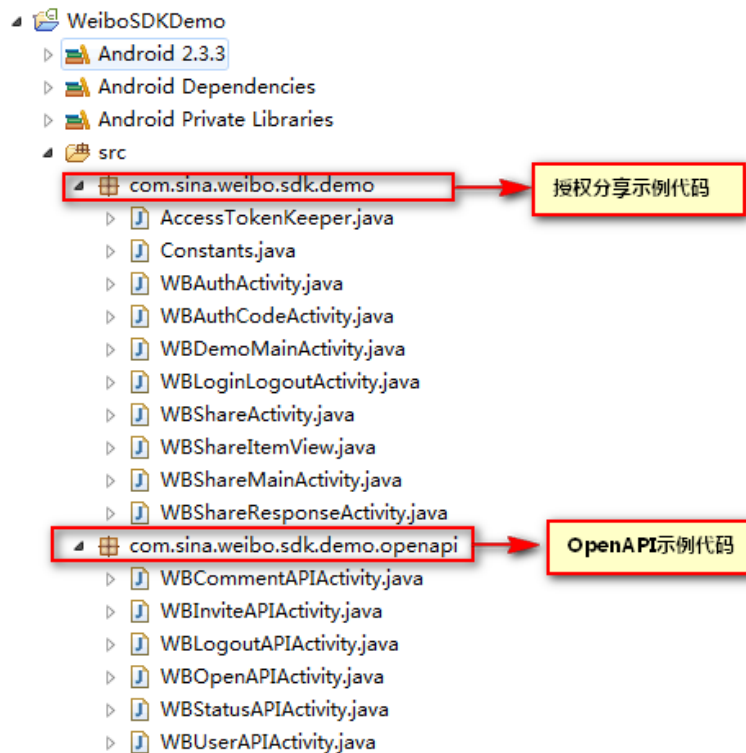 WeiboSDKDemo
Android 2.3.3
Android Dependencies
Android Private Libraries
src
com.sina.weibo.sdk.demo 授权分享示例代码
AccessTokenKeeper.java
Constants.java
WBAuthActivity.java
WBAuthCodeActivity.java
WBDemoMainActivity.java
WBLoginLogoutActivity.java
WBShareActivity.java
WBShareItemView.java
WBShareMainActivity.java
WBShareResponseActivity.java
com.sina.weibo.sdk.demo.openapi OpenAPI示例代码
WBCommentAPIActivity.java
WBInviteAPIActivity.java
WBLogoutAPIActivity.java
WBOpenAPIActivity.java
WBStatusAPIActivity.java
WBUserAPIActivity.java